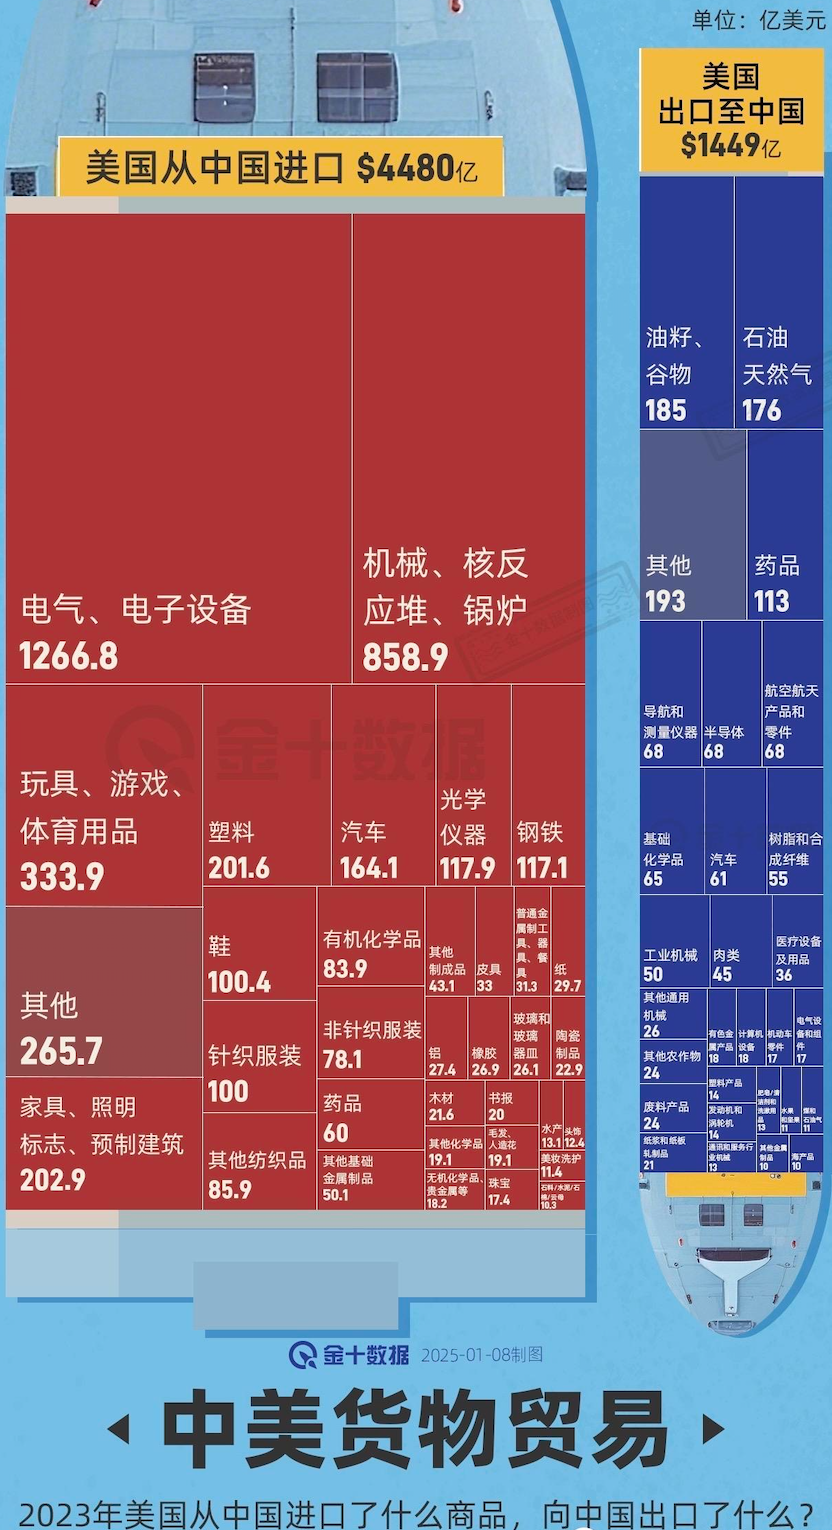 单位：亿美元
美国从中国进口 $4480亿
电气、电子设备
1266.8
机械、核反
应堆、锅炉
858.9
玩具、游戏、
体育用品
333.9
塑料
201.6
汽车
164.1
光学
仪器
117.9
钢铁
117.1
其他
265.7
鞋
100.4
有机化学品
83.9
其他
制成品
43.1
皮具
33
普通金
属制工
具、器
具、餐
具
31.3
纸
29.7
针织服装
100
非针织服装
78.1
铝
27.4
橡胶
26.9
玻璃和
玻璃
器皿
26.1
陶瓷
制品
22.9
家具、照明
标志、预制建筑
202.9
其他纺织品
85.9
药品
60
其他基础
金属制品
50.1
木材
21.6
书报
20
水产
13.1
头饰
12.4
其他化学品
19.1
毛发、
人造花
19.1
美妆洗护
11.4
无机化学品、
贵金属等
18.2
珠宝
17.4
石料/水泥/石
棉/云母
10.3
美国
出口至中国
$1449亿
油籽、
谷物
185
石油
天然气
176
其他
193
药品
113
导航和
测量仪器
68
半导体
68
航空航天
产品和
零件
68
基础
化学品
65
汽车
61
树脂和合
成纤维
55
工业机械
50
肉类
45
医疗设备
及用品
36
其他通用
机械
26
有色金
属产品
18
计算机
设备
18
机动车
零件
17
电气设
备和组
件
17
其他农作物
24
废料产品
24
纸浆和纸板
轧制品
21
塑料产品
14
发动机和
涡轮机
14
通讯和服务行
业机械
13
肥皂/清
洁剂和
洗漱用
品
13
水果
和坚果
11
煤和
石油气
11
其他金属
制品
10
海产品
10
金十数据
金十数据 2025-01-08制图
中美货物贸易
2023年美国从中国进口了什么商品，向中国出口了什么？